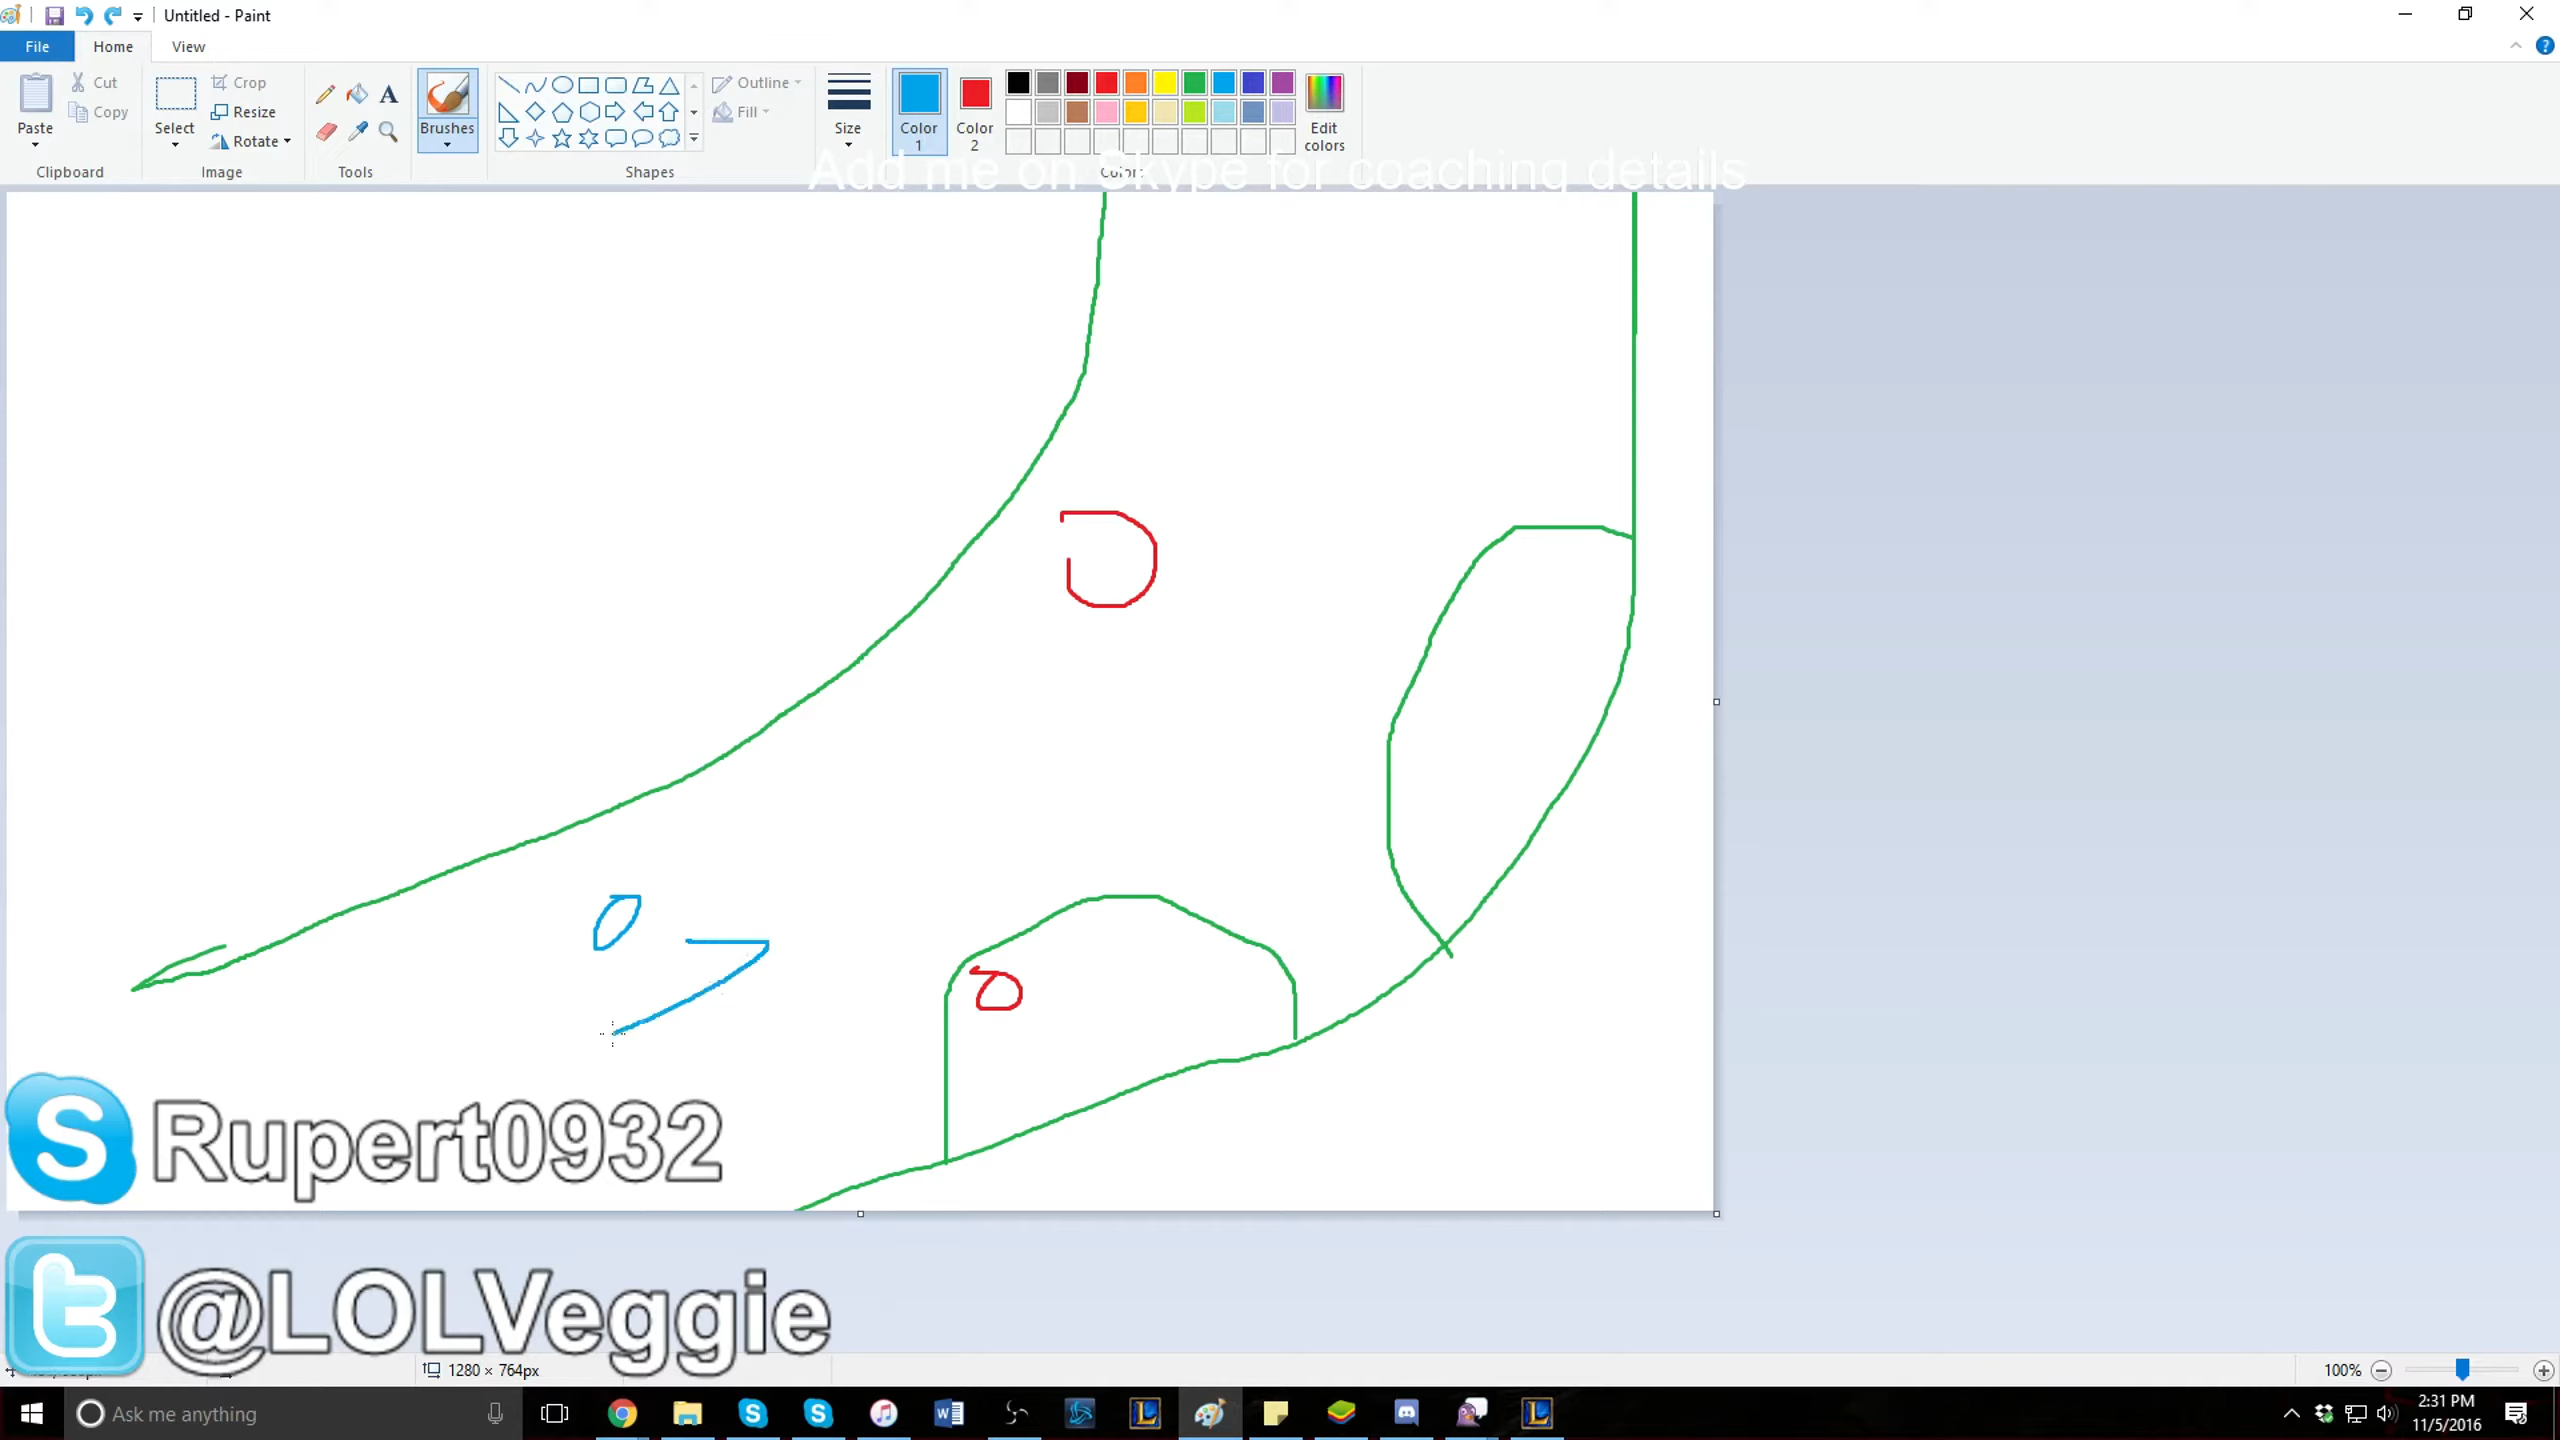 Untitled - Paint
File Home View
Paste Cut Copy Select Crop Resize Rotate Brushes Outline Fill Size Color 1 Color 2 Edit colors
Clipboard Image Tools Shapes Colors
Add me on Skype for coaching details
S Rupert0932
@LOLVeggie
1280 × 764px 100%
Ask me anything 2:31 PM
11/5/2016